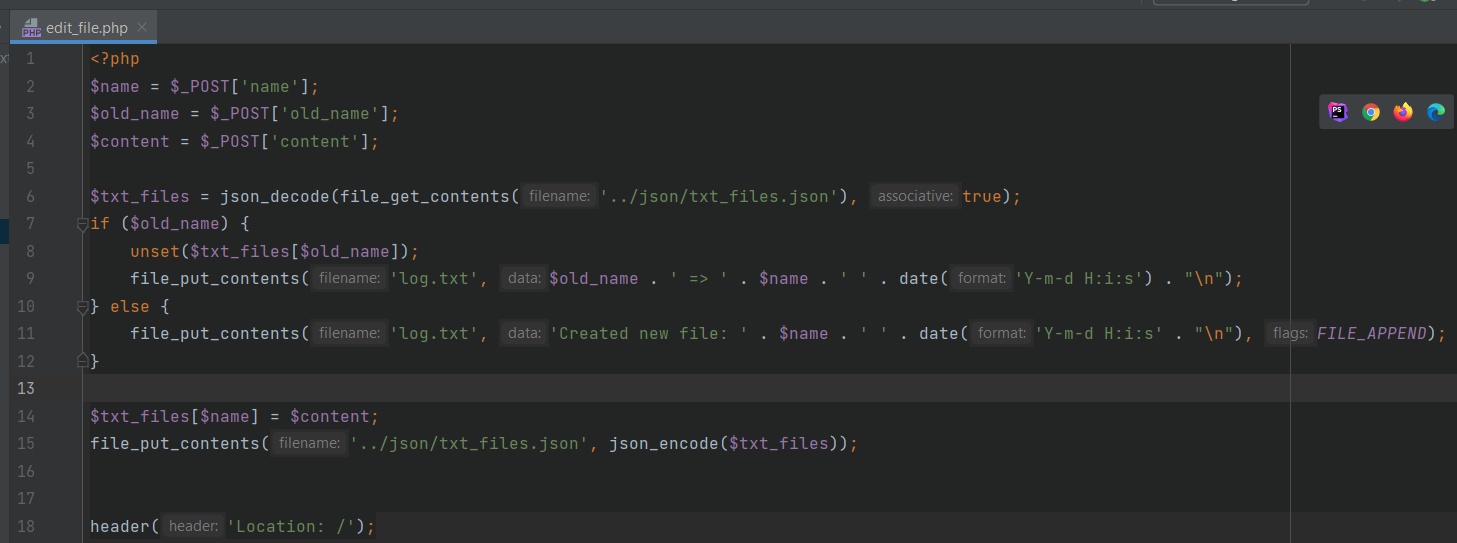 edit_file.php
xt
1 <?php
2 $name = $_POST['name'];
3 $old_name = $_POST['old_name'];
4 $content = $_POST['content'];
5
6 $txt_files = json_decode(file_get_contents( filename: '../json/txt_files.json'), associative: true);
7 if ($old_name) {
8     unset($txt_files[$old_name]);
9     file_put_contents( filename: 'log.txt', data: $old_name . ' => ' . $name . ' ' . date( format: 'Y-m-d H:i:s') . "\n");
10 } else {
11     file_put_contents( filename: 'log.txt', data: 'Created new file: ' . $name . ' ' . date( format: 'Y-m-d H:i:s' . "\n"), flags: FILE_APPEND);
12 }
13
14 $txt_files[$name] = $content;
15 file_put_contents( filename: '../json/txt_files.json', json_encode($txt_files));
16
17
18 header( header: 'Location: /');
PHP
PS